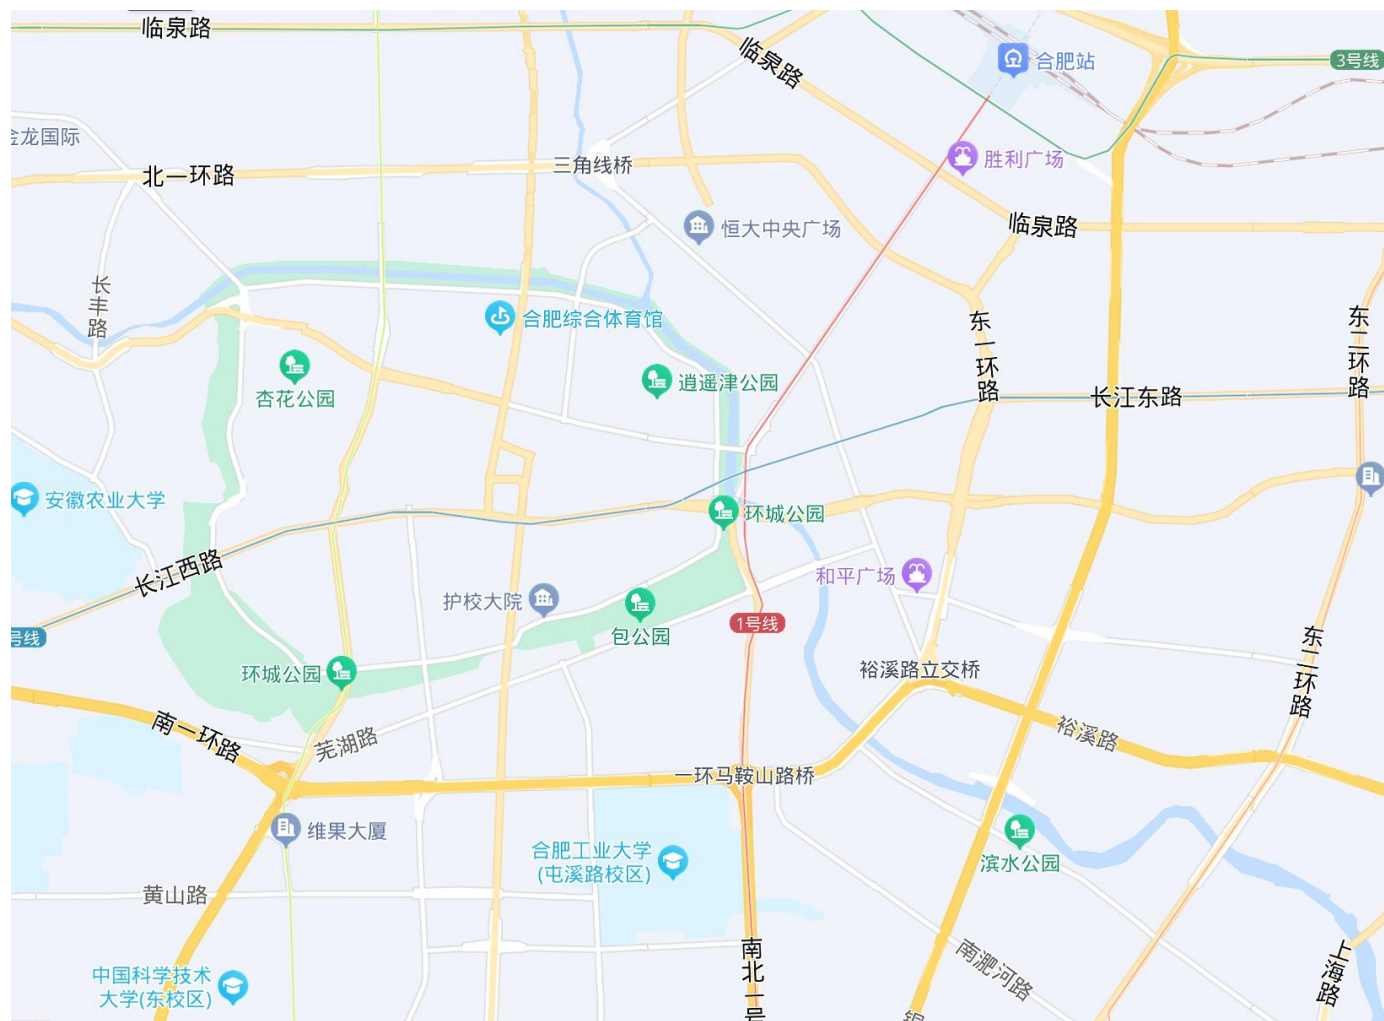 临泉路
临泉路
合肥站
3号线
金龙国际
北一环路
三角线桥
胜利广场
临泉路
恒大中央广场
长丰路
合肥综合体育馆
东一环路
东二环路
杏花公园
逍遥津公园
长江东路
安徽农业大学
环城公园
长江西路
护校大院
和平广场
包公园
1号线
号线
环城公园
裕溪路立交桥
东二环路
南一环路
芜湖路
裕溪路
一环马鞍山路桥
维果大厦
合肥工业大学
(屯溪路校区)
滨水公园
黄山路
南淝河路
南北一号
上海路
中国科学技术
大学(东校区)